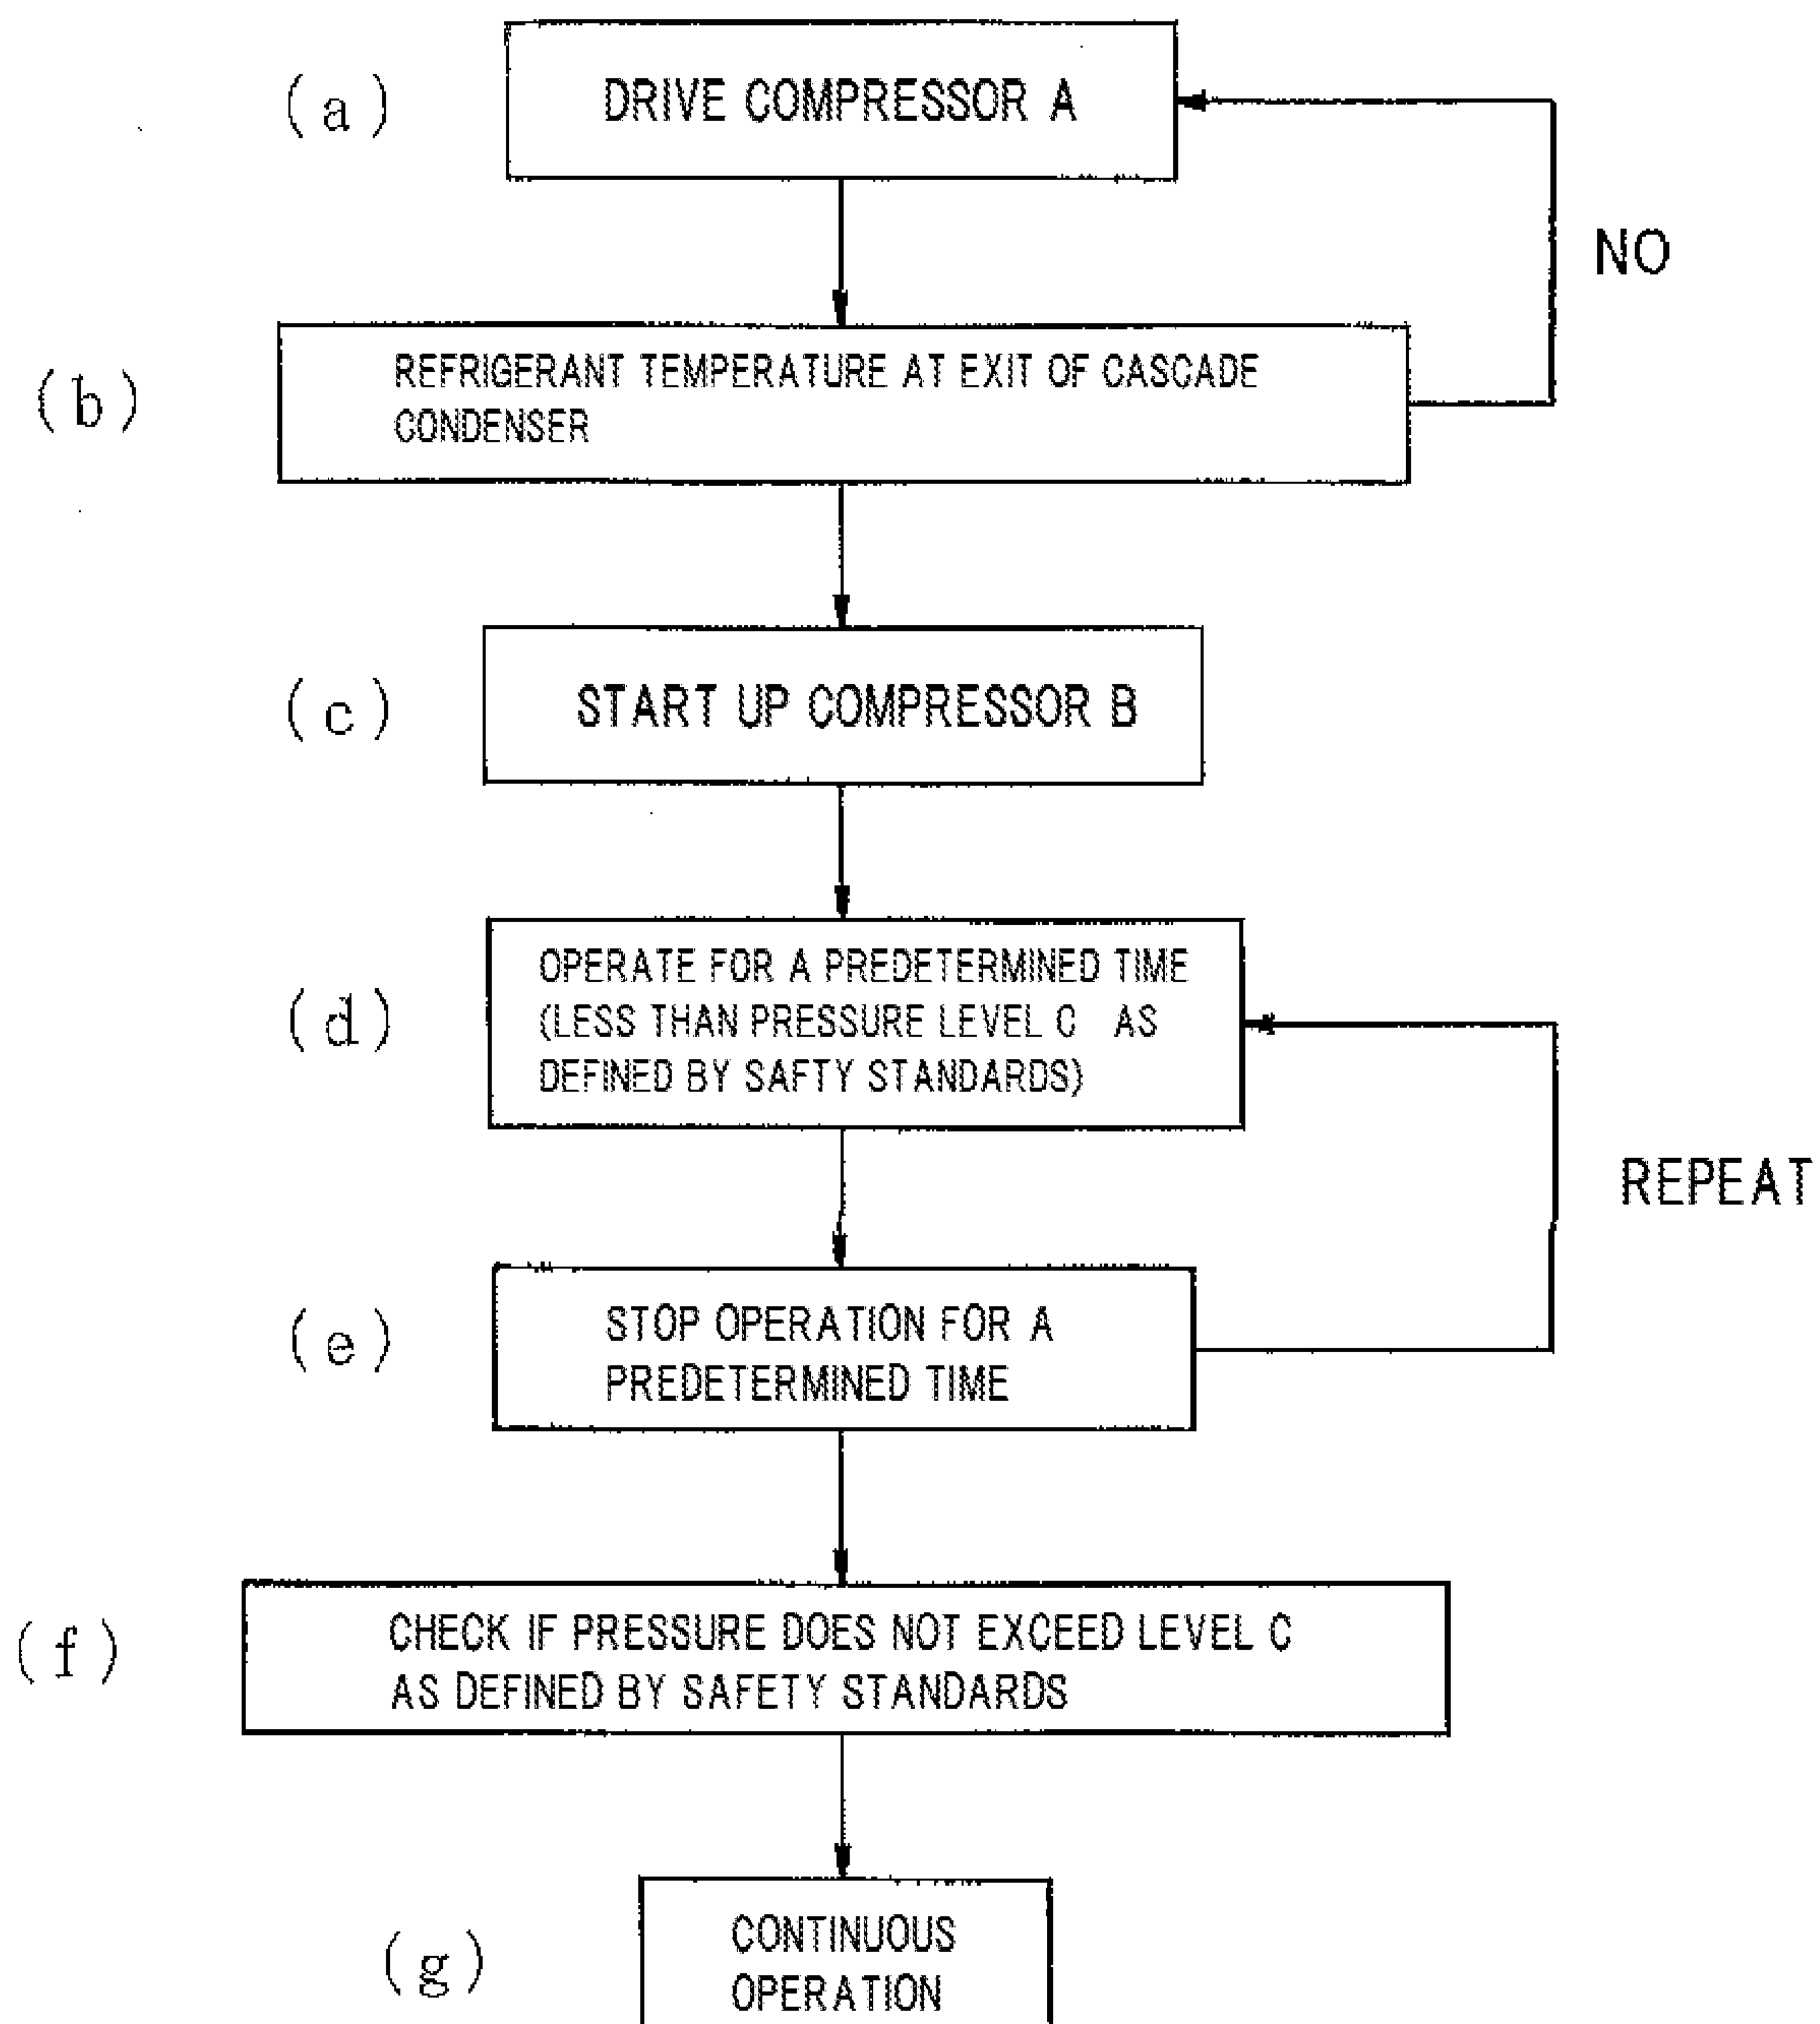 (a)
DRIVE COMPRESSOR A
NO
(b)
REFRIGERANT TEMPERATURE AT EXIT OF CASCADE
CONDENSER
(c)
START UP COMPRESSOR B
(d)
OPERATE FOR A PREDETERMINED TIME
(LESS THAN PRESSURE LEVEL C AS
DEFINED BY SAFTY STANDARDS)
REPEAT
(e)
STOP OPERATION FOR A
PREDETERMINED TIME
(f)
CHECK IF PRESSURE DOES NOT EXCEED LEVEL C
AS DEFINED BY SAFETY STANDARDS
(g)
CONTINUOUS
OPERATION